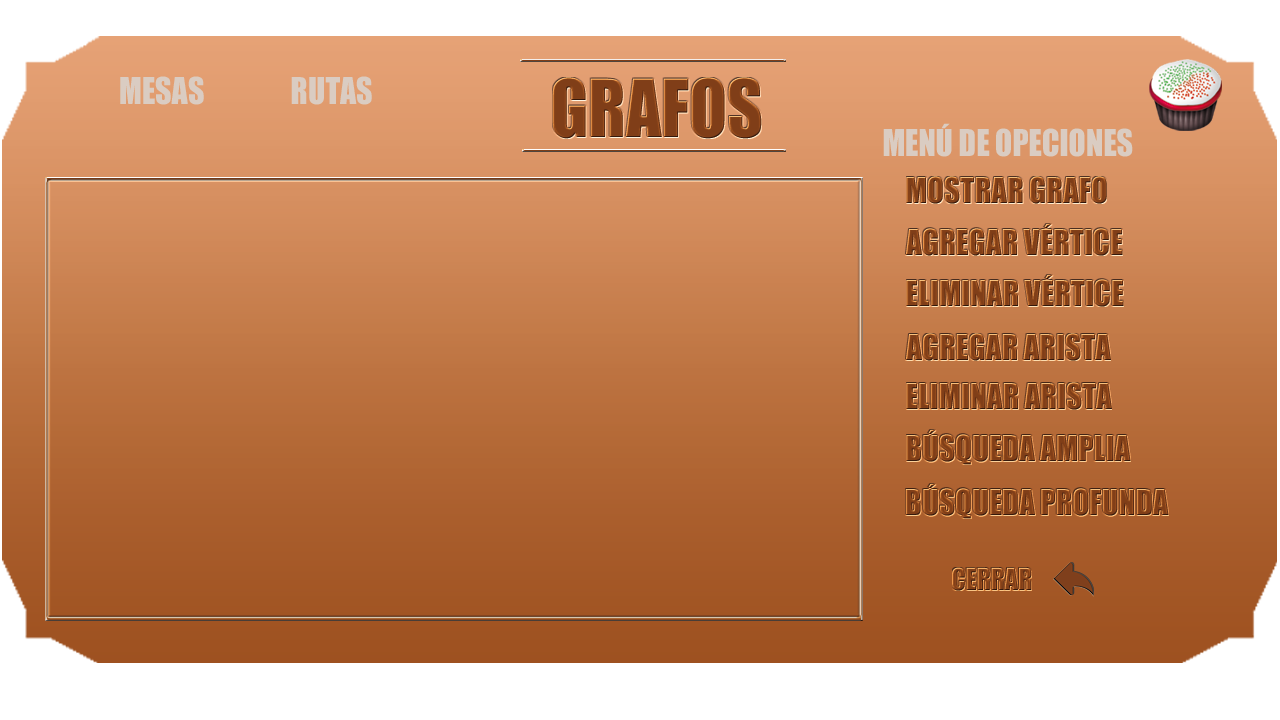 MESAS
RUTAS
GRAFOS
MENÚ DE OPECIONES
MOSTRAR GRAFO
AGREGAR VÉRTICE
ELIMINAR VÉRTICE
AGREGAR ARISTA
ELIMINAR ARISTA
BÚSQUEDA AMPLIA
BÚSQUEDA PROFUNDA
CERRAR